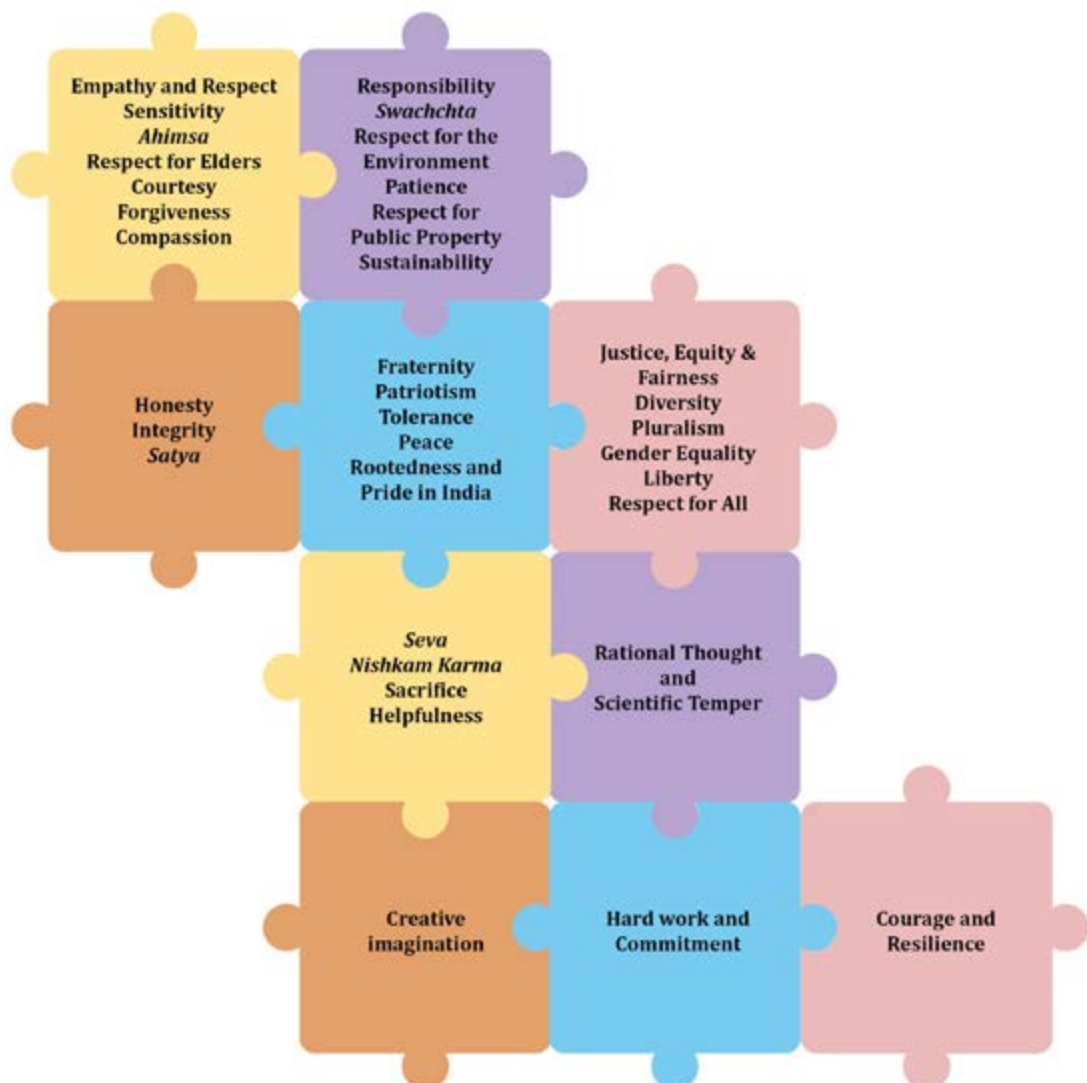 Empathy and Respect
Sensitivity
Ahimsa
Respect for Elders
Courtesy
Forgiveness
Compassion
Responsibility
Swachchta
Respect for the
Environment
Patience
Respect for
Public Property
Sustainability
Honesty
Integrity
Satya
Fraternity
Patriotism
Tolerance
Peace
Rootedness and
Pride in India
Justice, Equity &
Fairness
Diversity
Pluralism
Gender Equality
Liberty
Respect for All
Seva
Nishkam Karma
Sacrifice
Helpfulness
Rational Thought
and
Scientific Temper
Creative
imagination
Hard work and
Commitment
Courage and
Resilience